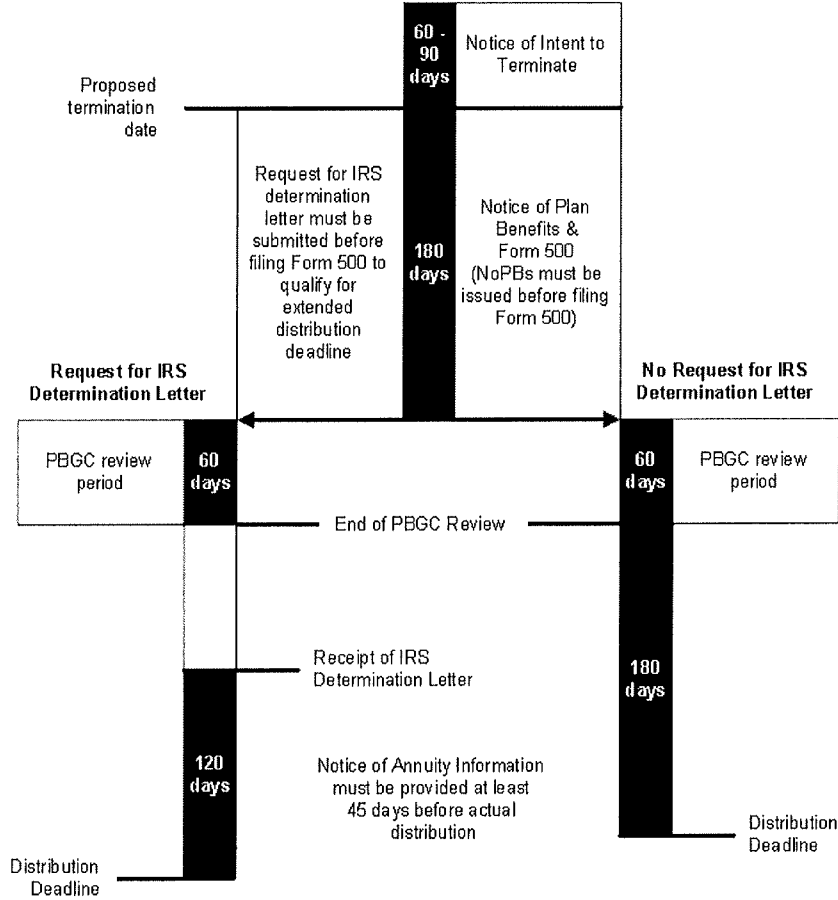 60 -
90
days
Notice of Intent to
Terminate
Proposed
termination
date
Request for IRS
determination
letter must be
submitted before
filing Form 500 to
qualify for
extended
distribution
deadline
180
days
Notice of Plan
Benefits &
Form 500
(NoPBs must be
issued before filing
Form 500)
Request for IRS
Determination Letter
No Request for IRS
Determination Letter
PBGC review
period
60
days
60
days
PBGC review
period
End of PBGC Review
Receipt of IRS
Determination Letter
180
days
120
days
Notice of Annuity Information
must be provided at least
45 days before actual
distribution
Distribution
Deadline
Distribution
Deadline